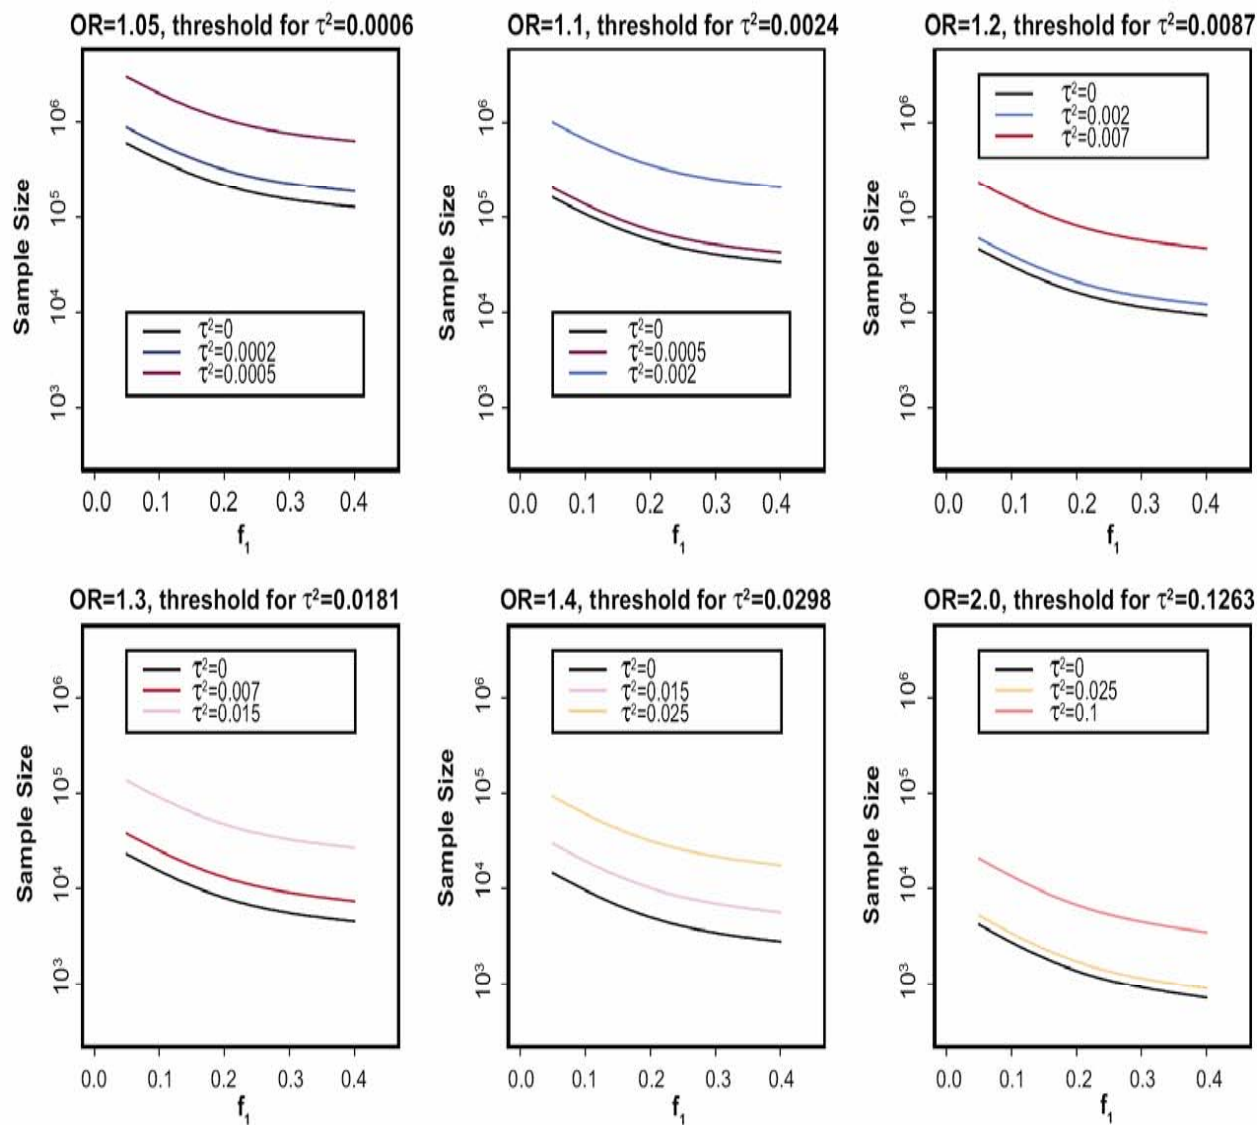 OR=1.05, threshold for τ²=0.0006
Sample Size
10⁶
10⁵
10⁴
10³
τ²=0
τ²=0.0002
τ²=0.0005
0.0 0.1 0.2 0.3 0.4
f₁
OR=1.1, threshold for τ²=0.0024
Sample Size
10⁶
10⁵
10⁴
10³
τ²=0
τ²=0.0005
τ²=0.002
0.0 0.1 0.2 0.3 0.4
f₁
OR=1.2, threshold for τ²=0.0087
Sample Size
10⁶
10⁵
10⁴
10³
τ²=0
τ²=0.002
τ²=0.007
0.0 0.1 0.2 0.3 0.4
f₁
OR=1.3, threshold for τ²=0.0181
Sample Size
10⁶
10⁵
10⁴
10³
τ²=0
τ²=0.007
τ²=0.015
0.0 0.1 0.2 0.3 0.4
f₁
OR=1.4, threshold for τ²=0.0298
Sample Size
10⁶
10⁵
10⁴
10³
τ²=0
τ²=0.015
τ²=0.025
0.0 0.1 0.2 0.3 0.4
f₁
OR=2.0, threshold for τ²=0.1263
Sample Size
10⁶
10⁵
10⁴
10³
τ²=0
τ²=0.025
τ²=0.1
0.0 0.1 0.2 0.3 0.4
f₁